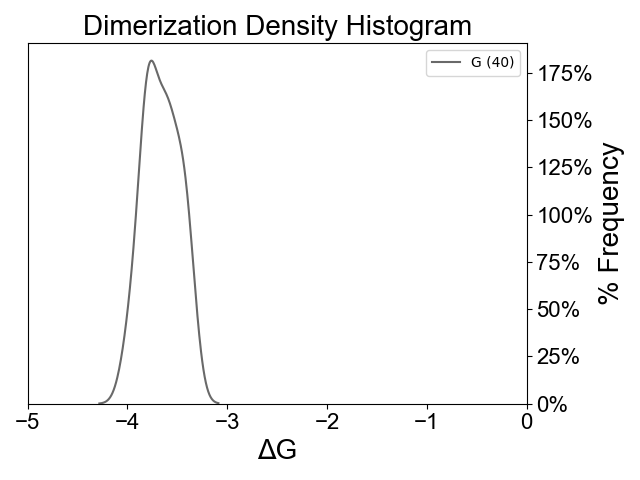 Dimerization Density Histogram
G (40)
175%
150%
125%
100%
75%
50%
25%
0%
% Frequency
−5 −4 −3 −2 −1 0
ΔG